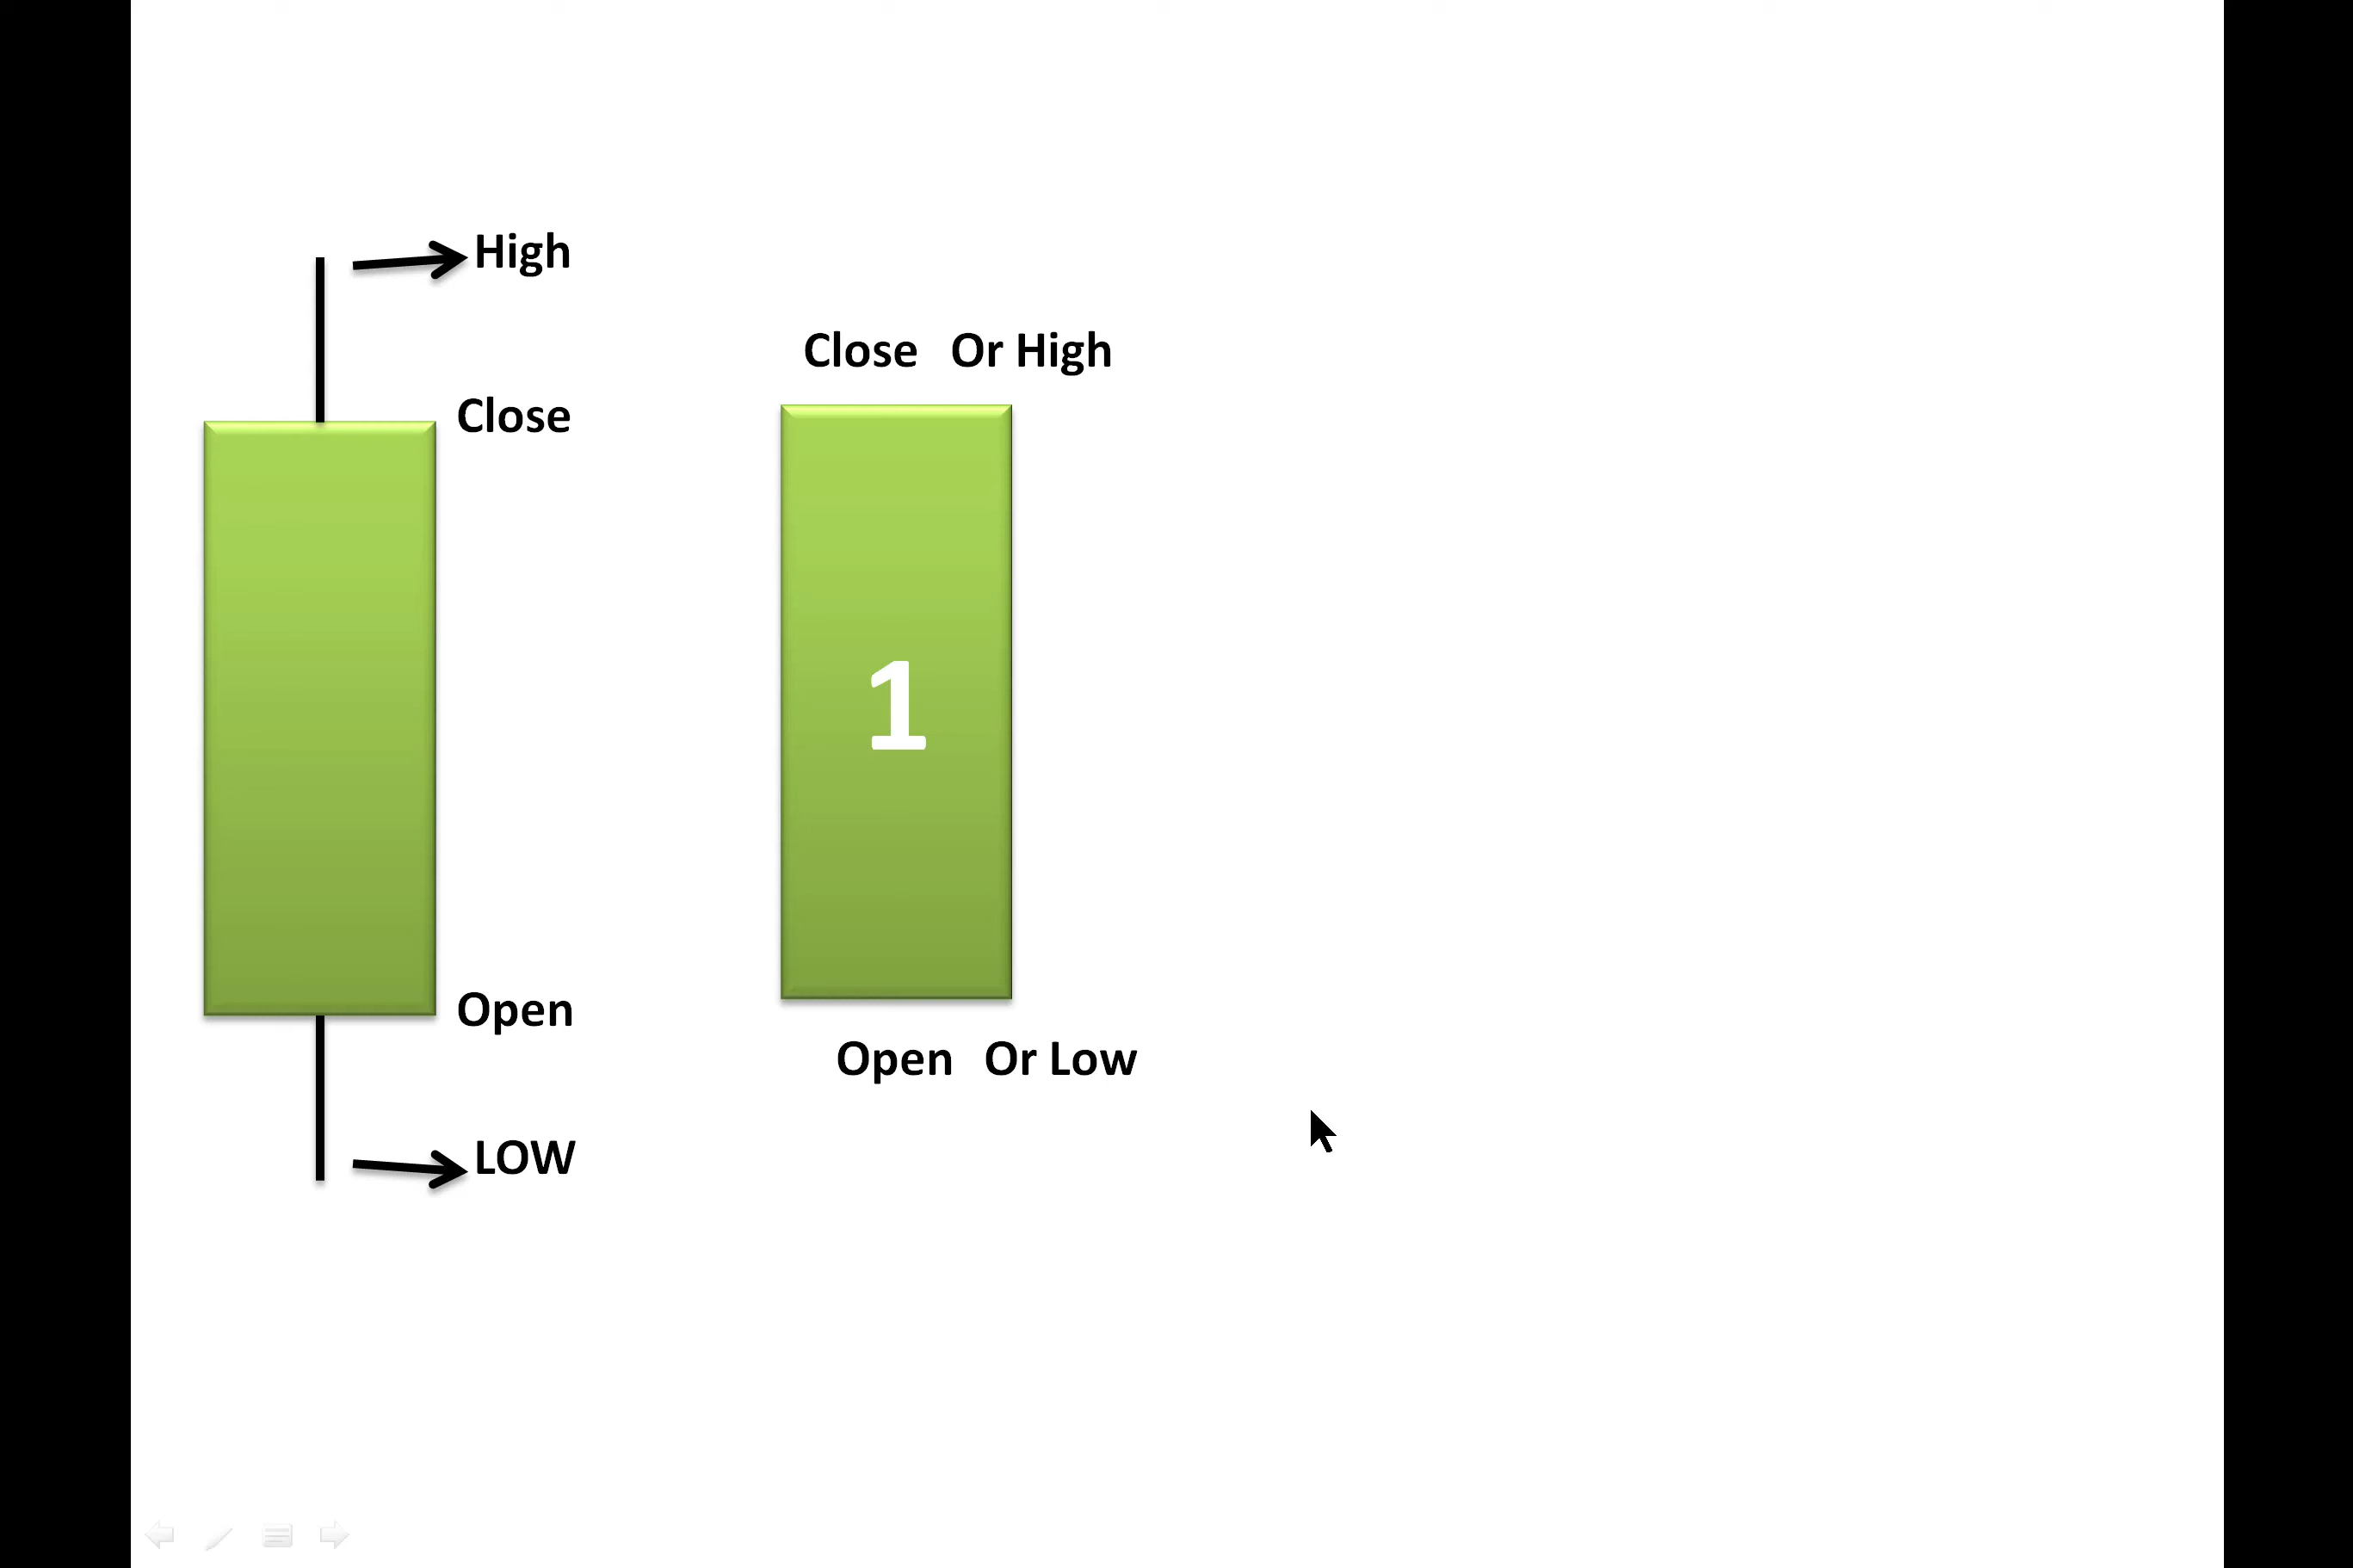 High
Close
Open
LOW
Close Or High
1
Open Or Low